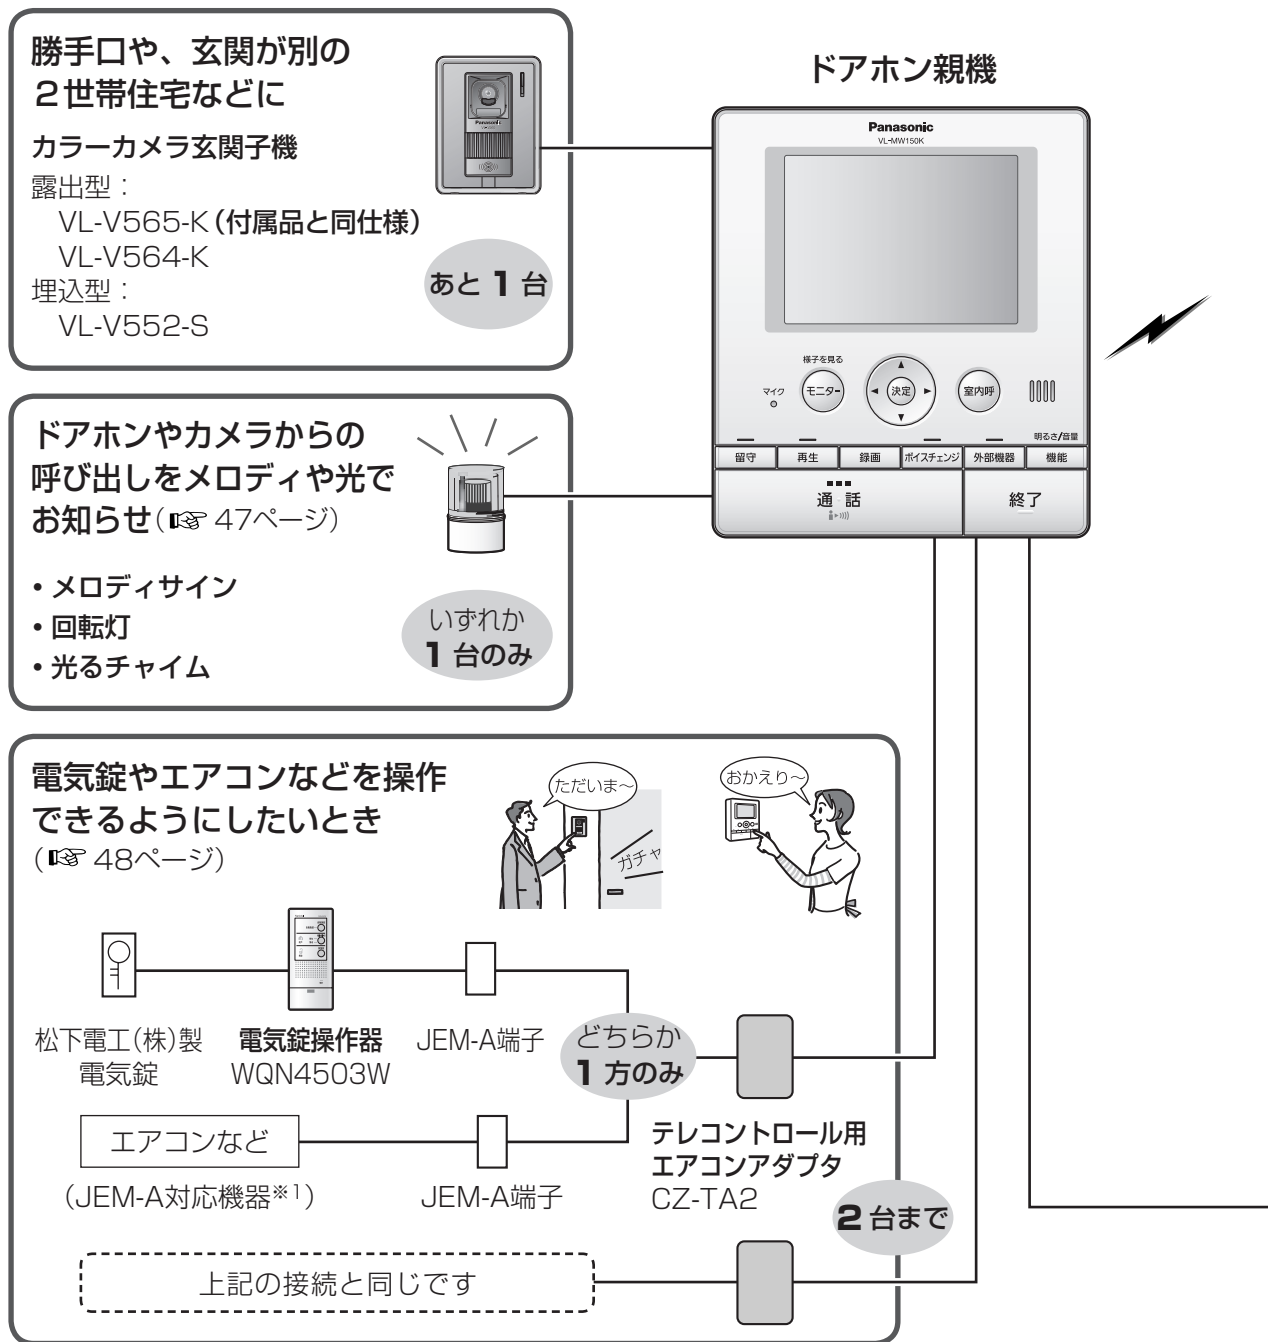 勝手口や、玄関が別の
2世帯住宅などに
カラーカメラ玄関子機
露出型：
VL-V565-K（付属品と同仕様）
VL-V564-K
埋込型：
VL-V552-S
Panasonic
あと 1 台
ドアホン親機
Panasonic
VL-MW150K
様子を見る
マイク
モニター
決定
室内呼
明るさ/音量
留守 再生 録画 ボイスチェンジ 外部機器 機能
通 話
終了
ドアホンやカメラからの
呼び出しをメロディや光で
お知らせ（☞ 47ページ）
・メロディサイン
・回転灯
・光るチャイム
いずれか
1 台のみ
電気錠やエアコンなどを操作
できるようにしたいとき
（☞ 48ページ）
ただいま〜
ガチャ
おかえり〜
松下電工(株)製
電気錠
電気錠操作器
WQN4503W
JEM-A端子
どちらか
1 方のみ
エアコンなど
（JEM-A対応機器※1）
JEM-A端子
テレコントロール用
エアコンアダプタ
CZ-TA2
2 台まで
上記の接続と同じです